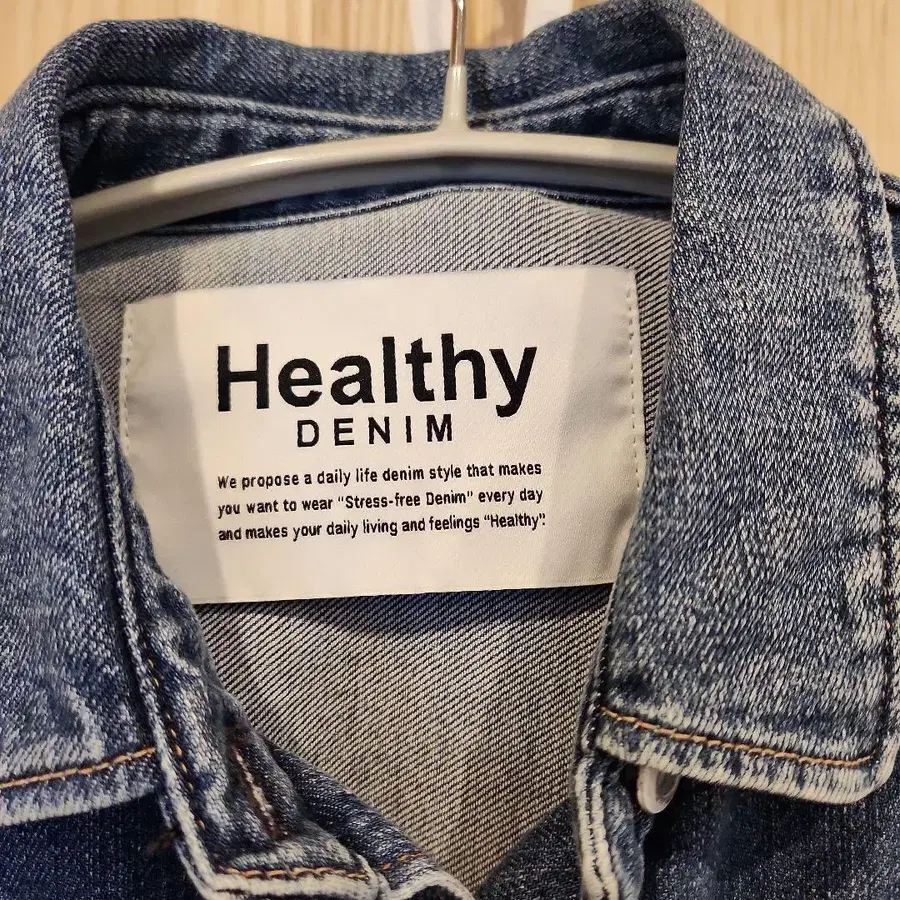 Healthy
DENIM
We propose a daily life denim style that makes
you want to wear "Stress-free Denim" every day
and makes your daily living and feelings "Healthy".